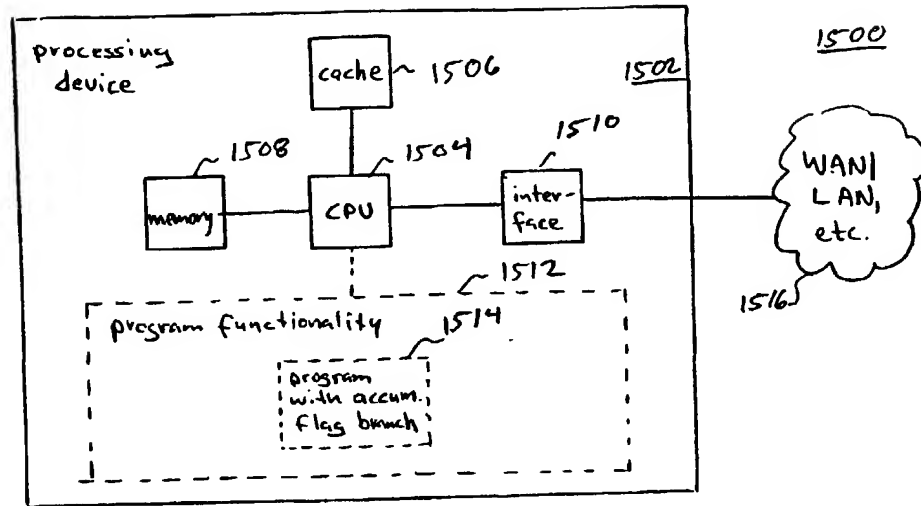 processing
device
1500
1502
cache
1506
1508
1504
1510
memory
CPU
inter-
face
WAN/
LAN,
etc.
1516
1512
program functionality
1514
program
with accum.
flag branch